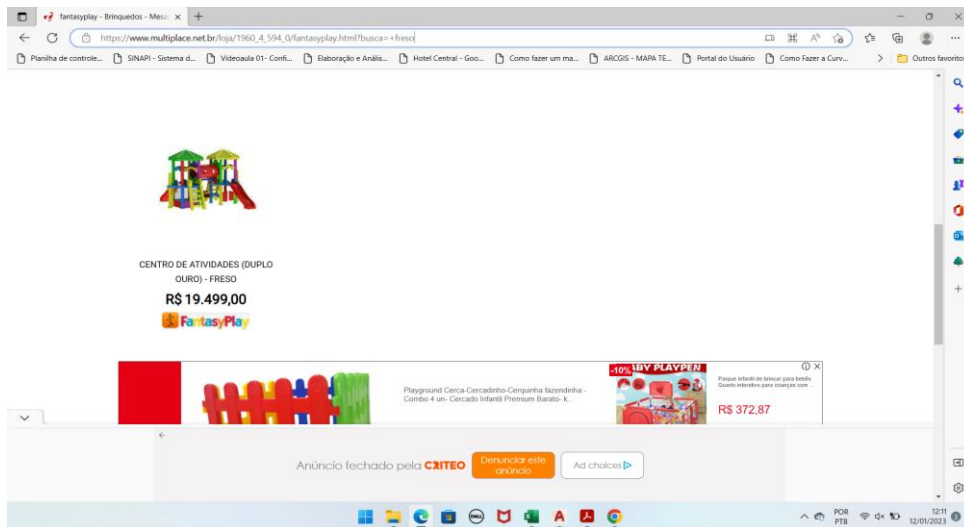 fantasyplay - Brinquedos - Mesa
https://www.multiplace.net.br/loja/1960_4_594_0/fantasyplay.html?busca=+freso
Planilha de controle...
SINAPI - Sistema d...
Videoaula 01- Confi...
Elaboração e Anális...
Hotel Central - Goo...
Como fazer um ma...
ARCGIS - MAPA TE...
Portal do Usuário
Como Fazer a Curv...
Outros favoritos
CENTRO DE ATIVIDADES (DUPLO
OURO) - FRESO
R$ 19.499,00
FantasyPlay
Playground Cerca-Cercadinho-Cerquinha fazendinha -
Combo 4 un- Cercado Infantil Premium Barato- k...
-10%
BABY PLAYPEN
Parque infantil de brincar para bebês
Quarto interativo para crianças com ...
R$ 372,87
Anúncio fechado pela CRITEO
Denunciar este
anúncio
Ad choices
DELL
POR
PTB
12:11
12/01/2023